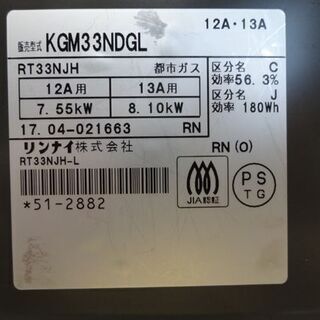 12A・13A
販売型式 KGM33NDGL
RT33NJH 都市ガス
12A用 13A用
7.55kW 8.10kW
区分名 C
効率56.3%
区分名 J
効率 180Wh
17.04-021663 RN
リンナイ株式会社 RN (O)
RT33NJH-L
*51-2882
JIA認証
PS
TG